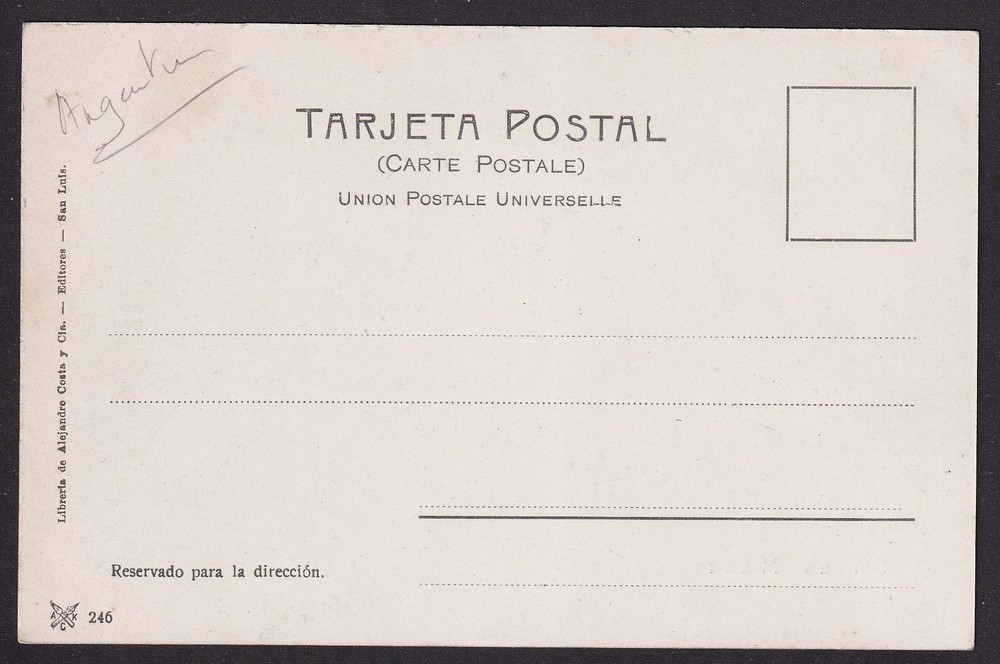 Argentina
TARJETA POSTAL
(CARTE POSTALE)
UNION POSTALE UNIVERSELLE
Librería de Alejandro Costa y Cía. — Editores — San Luis.
Reservado para la dirección.
246